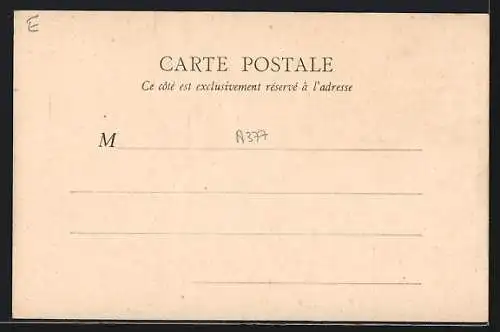 E
CARTE POSTALE
Ce côté est exclusivement réservé à l'adresse
A377
M